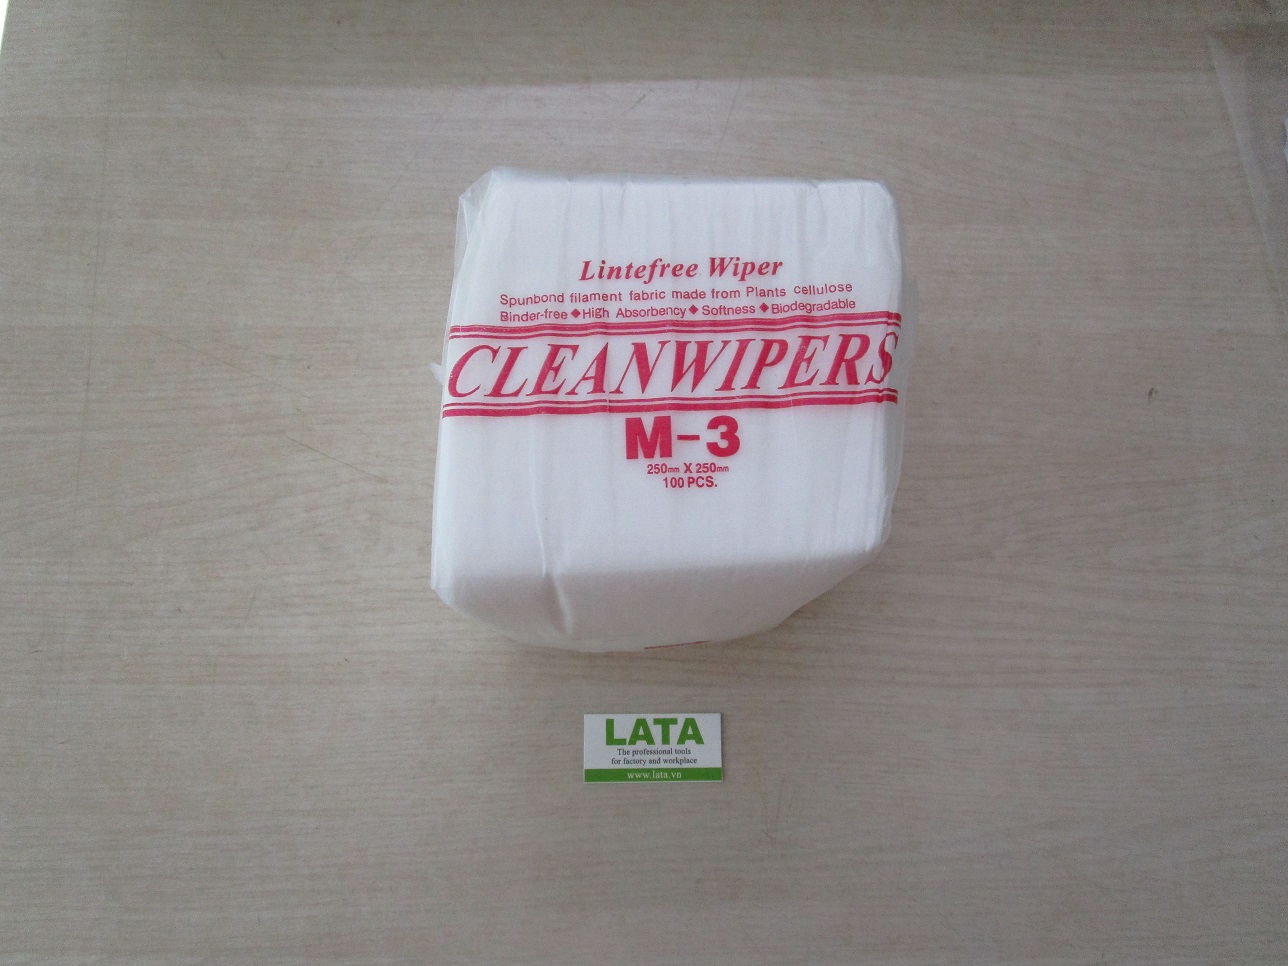 Lintefree Wiper
Spunbond filament fabric made from Plants cellulose
Binder-free ◆ High Absorbency ◆ Softness ◆ Biodegradable
CLEANWIPERS
M-3
250mm X 250mm
100 PCS.
LATA
The professional tools
for factory and workplace
www.lata.vn